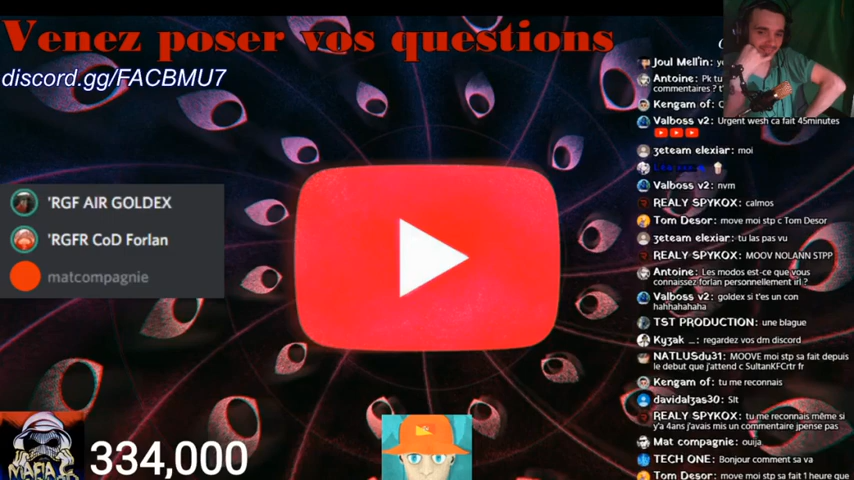 Venez poser vos questions
discord.gg/FACBMU7
'RGF AIR GOLDEX
'RGFR CoD Forlan
matcompagnie
MAFIA
334,000
Joul Mell'in:
Antoine: Pk tu
commentaires ?
Kengam of:
Valboss v2: Urgent wesh ca fait 45minutes
ʒeteam elexiar: moi
Valboss v2: nvm
REALY SPYKOX: calmos
Tom Desor: move moi stp c Tom Desor
ʒeteam elexiar: tu las pas vu
REALY SPYKOX: MOOV NOLANN STPP
Antoine: Les modos est-ce que vous
connaissez forlan personnellement irl ?
Valboss v2: goldex si t'es un con
hahhahahaha
TST PRODUCTION: une blague
Kyʒak _: regardez vos dm discord
NATLUSdu31: MOOVE moi stp sa fait depuis
le debut que j'attend c SultanKFCrtr fr
Kengam of: tu me reconnais
davidalʒas30: Slt
REALY SPYKOX: tu me reconnais même si
y'a 4ans j'avais mis un commentaire jpense pas
Mat compagnie: ouija
TECH ONE: Bonjour comment sa va
Tom Desor: move moi stp sa fait 1 heure que